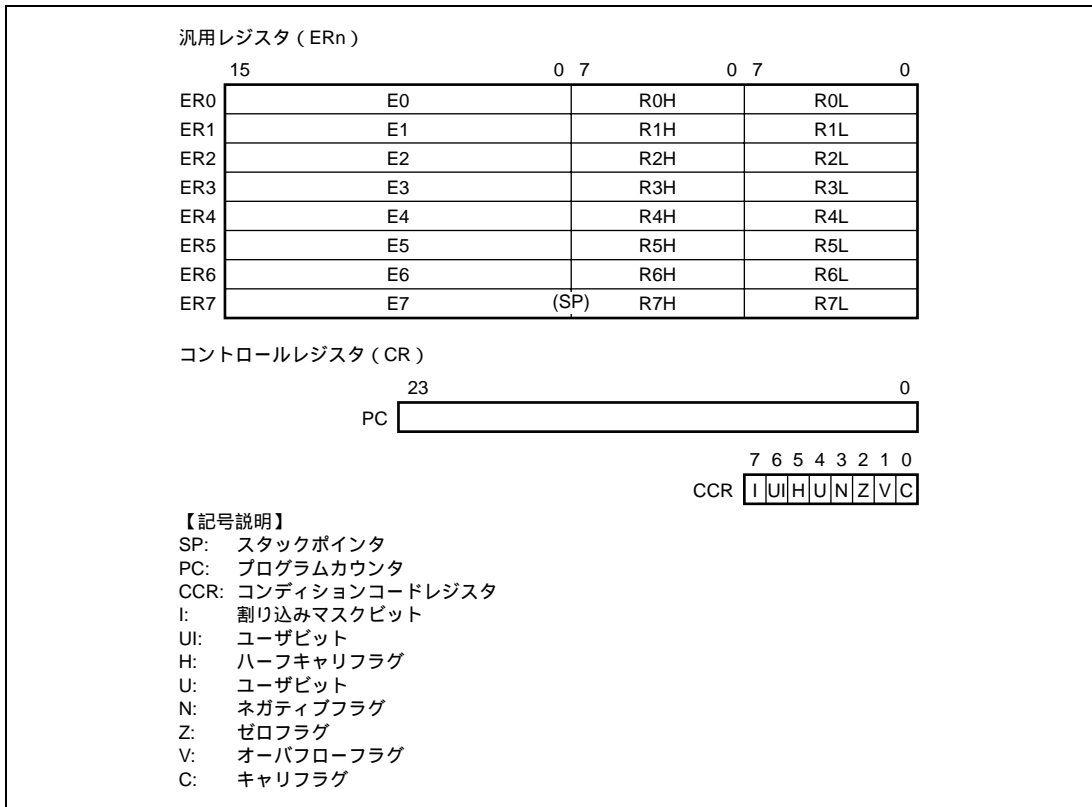 汎用レジスタ（ERn）
15 0 7 0 7 0
ER0 E0 R0H R0L
ER1 E1 R1H R1L
ER2 E2 R2H R2L
ER3 E3 R3H R3L
ER4 E4 R4H R4L
ER5 E5 R5H R5L
ER6 E6 R6H R6L
ER7 E7 (SP) R7H R7L
コントロールレジスタ（CR）
23 0
PC
7 6 5 4 3 2 1 0
CCR I UI H U N Z V C
【記号説明】
SP: スタックポインタ
PC: プログラムカウンタ
CCR: コンディションコードレジスタ
I: 割り込みマスクビット
UI: ユーザビット
H: ハーフキャリフラグ
U: ユーザビット
N: ネガティブフラグ
Z: ゼロフラグ
V: オーバフローフラグ
C: キャリフラグ